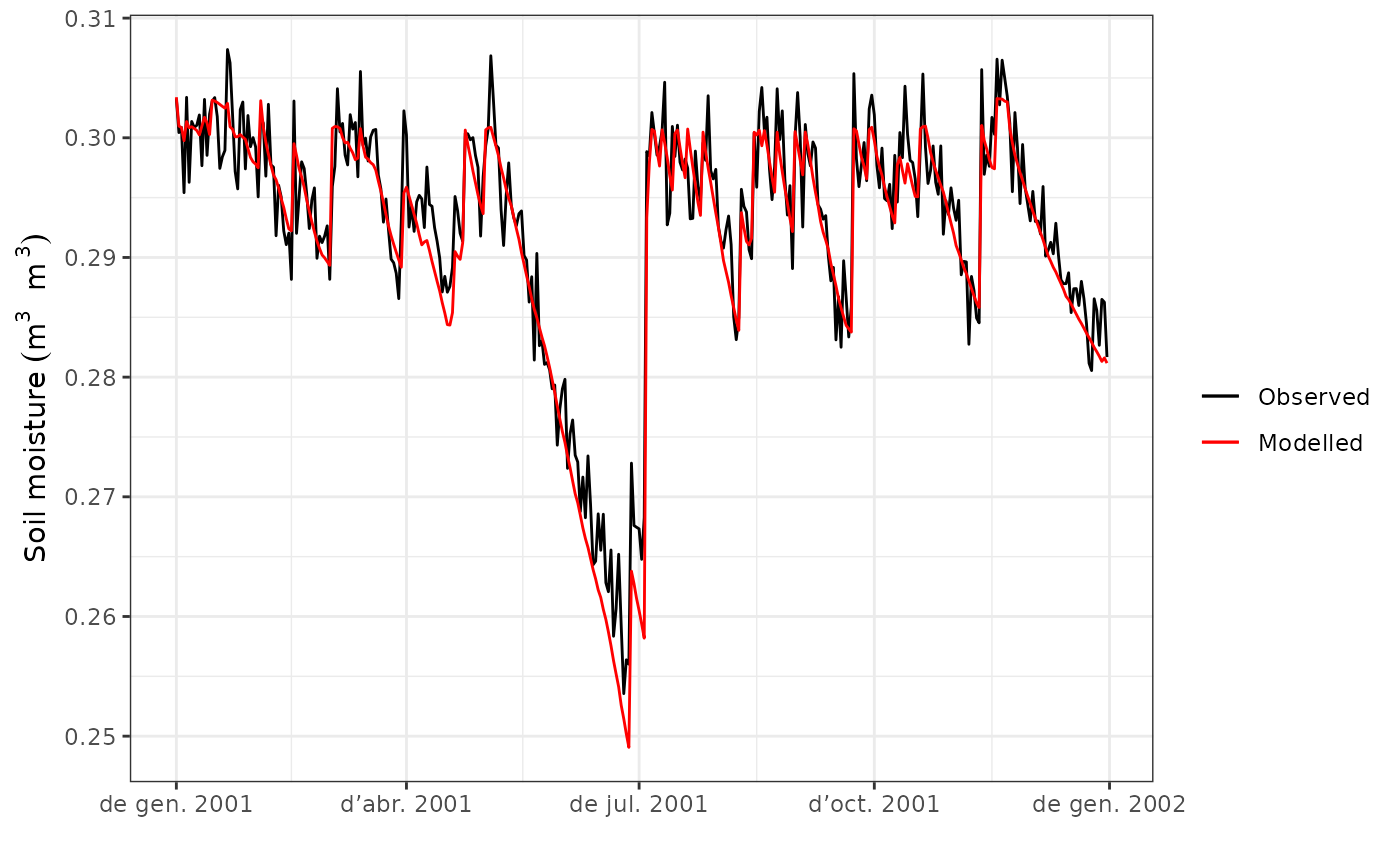 Soil moisture (m³ m³)
0.31
0.30
0.29
0.28
0.27
0.26
0.25
de gen. 2001
d’abr. 2001
de jul. 2001
d’oct. 2001
de gen. 2002
Observed
Modelled